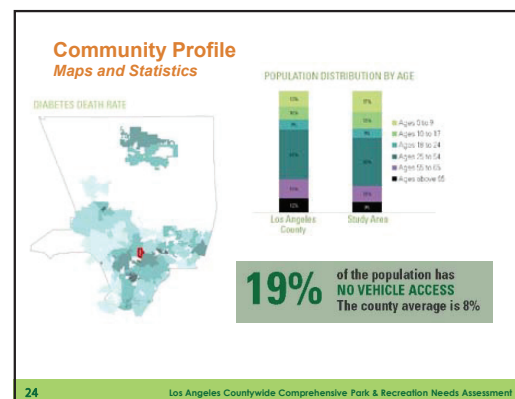 Community Profile
Maps and Statistics
POPULATION DISTRIBUTION BY AGE
DIABETES DEATH RATE
Ages 0 to 9
Ages 10 to 17
Ages 18 to 24
Ages 25 to 54
Ages 55 to 65
Ages above 65
Los Angeles
County
Study Area
19%
of the population has
NO VEHICLE ACCESS
The county average is 8%
24
Los Angeles Countywide Comprehensive Park & Recreation Needs Assessment